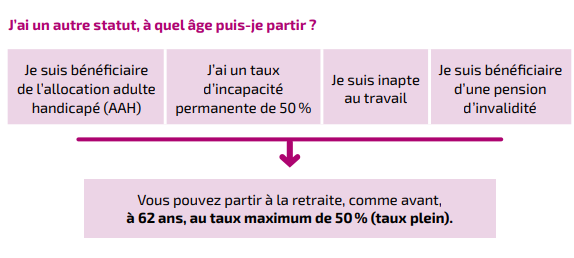 J’ai un autre statut, à quel âge puis-je partir ?
Je suis bénéficiaire
de l’allocation adulte
handicapé (AAH)
J’ai un taux
d’incapacité
permanente de 50 %
Je suis inapte
au travail
Je suis bénéficiaire
d’une pension
d’invalidité
Vous pouvez partir à la retraite, comme avant,
à 62 ans, au taux maximum de 50 % (taux plein).